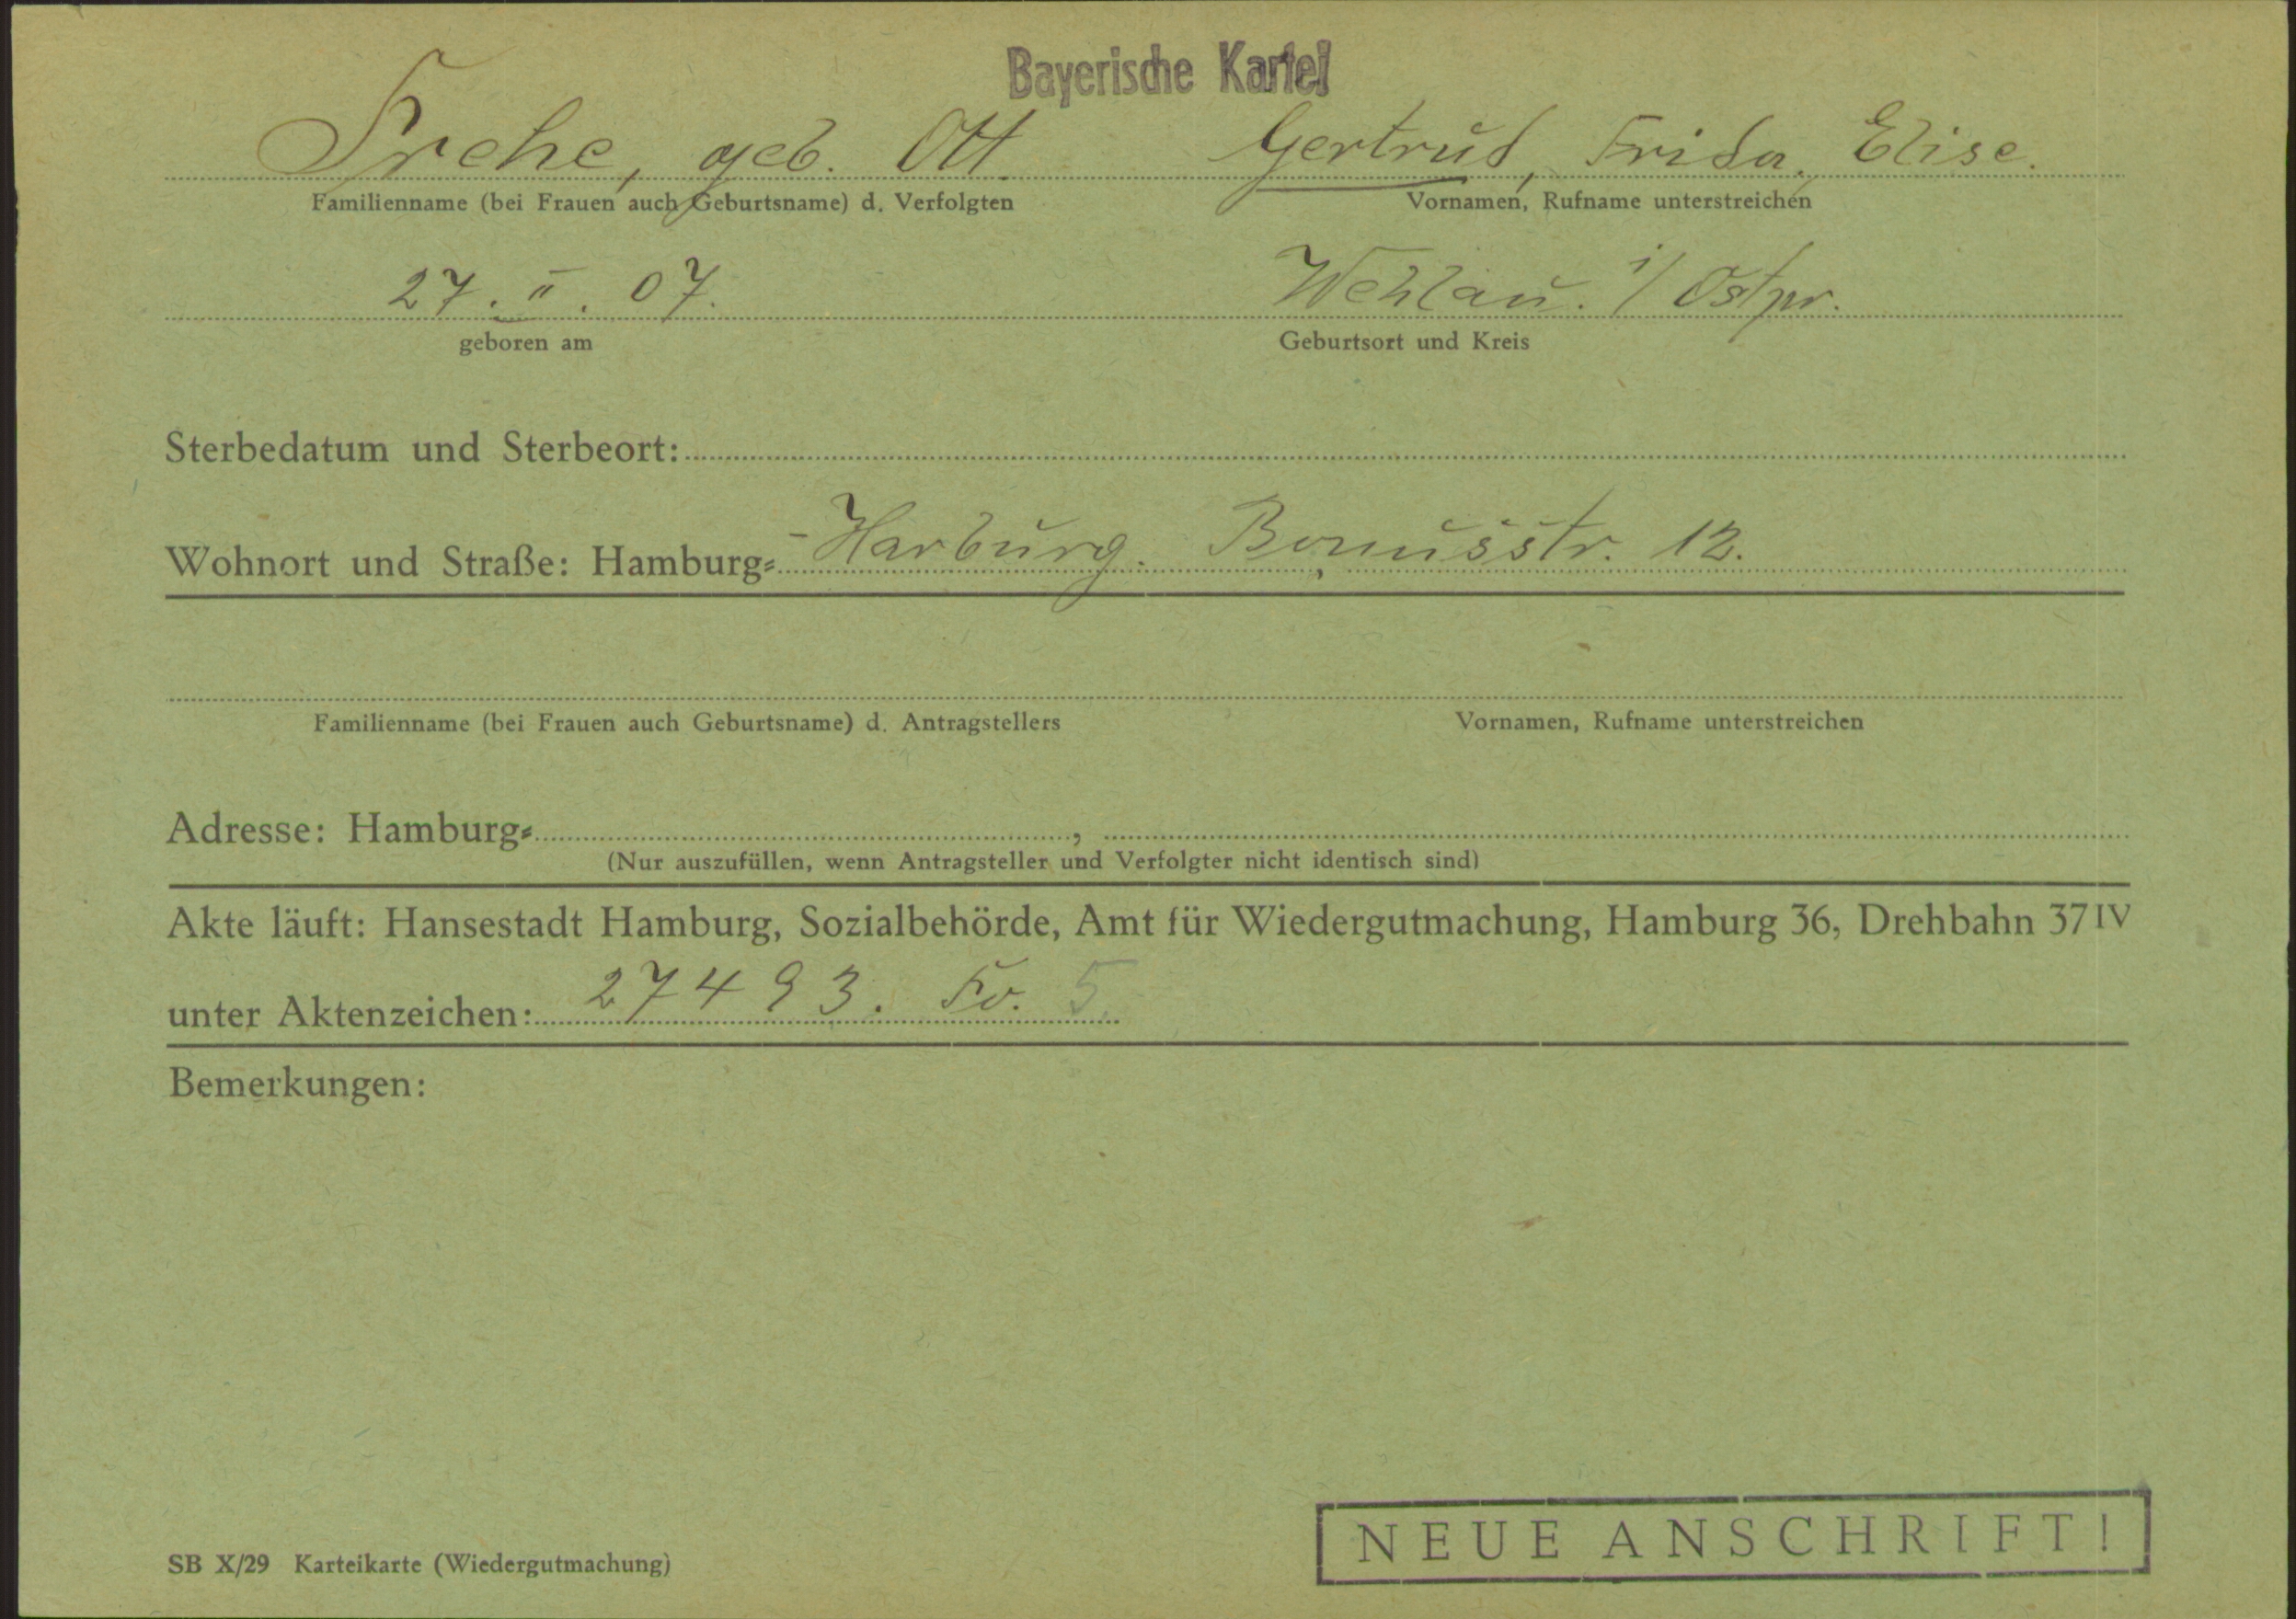 Bayerische Kartei
Frehe, geb. Ott. Gertrud, Frida, Elise.
Familienname (bei Frauen auch Geburtsname) d. Verfolgten Vornamen, Rufname unterstreichen
27. II. 07. Wehlau. i/Ostpr.
geboren am Geburtsort und Kreis
Sterbedatum und Sterbeort:
Wohnort und Straße: Hamburg- -Harburg. 12.
Familienname (bei Frauen auch Geburtsname) d. Antragstellers Vornamen, Rufname unterstreichen
Adresse: Hamburg- ,
(Nur auszufüllen, wenn Antragsteller und Verfolgter nicht identisch sind)
Akte läuft: Hansestadt Hamburg, Sozialbehörde, Amt für Wiedergutmachung, Hamburg 36, Drehbahn 37 IV
unter Aktenzeichen: 27493. 5.
Bemerkungen:
NEUE ANSCHRIFT!
SB X/29 Karteikarte (Wiedergutmachung)